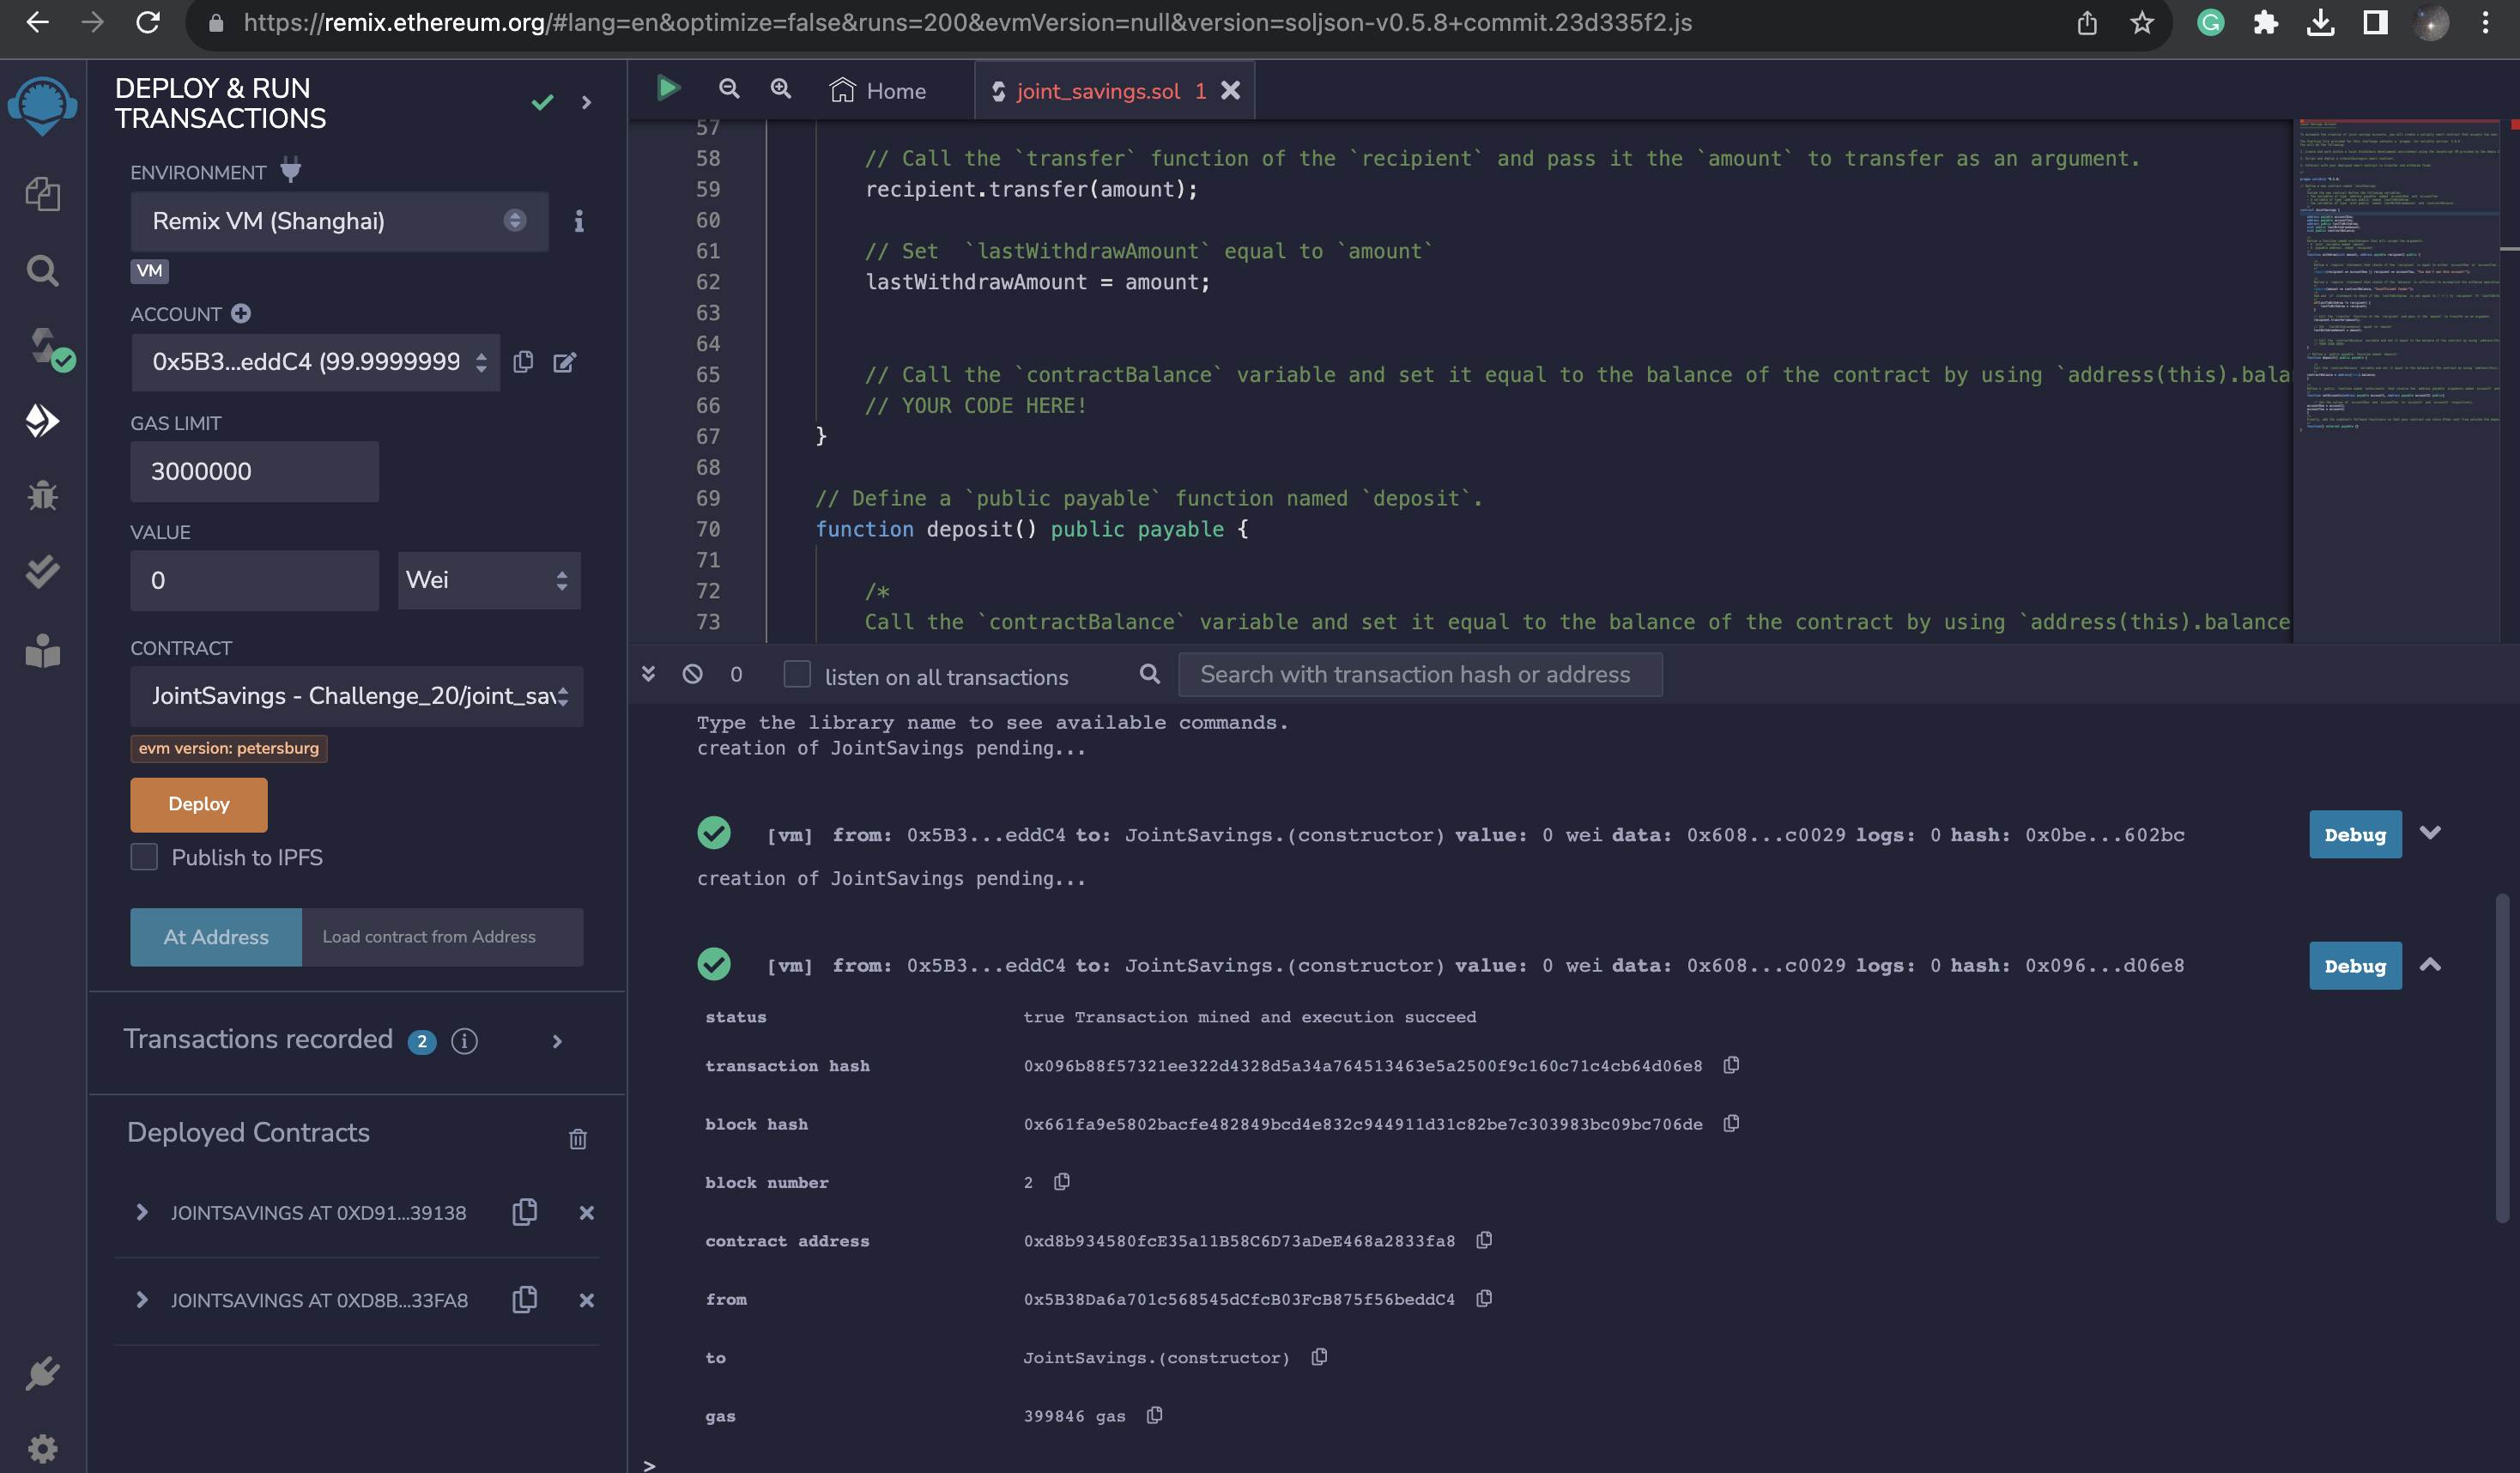 https://remix.ethereum.org/#lang=en&optimize=false&runs=200&evmVersion=null&version=soljson-v0.5.8+commit.23d335f2.js
DEPLOY & RUN
TRANSACTIONS
ENVIRONMENT
Remix VM (Shanghai)
VM
ACCOUNT
0x5B3...eddC4 (99.9999999
GAS LIMIT
3000000
VALUE
0
Wei
CONTRACT
JointSavings - Challenge_20/joint_sav
evm version: petersburg
Deploy
Publish to IPFS
At Address
Load contract from Address
Transactions recorded 2
Deployed Contracts
JOINTSAVINGS AT 0XD91...39138
JOINTSAVINGS AT 0XD8B...33FA8
Home
joint_savings.sol 1
57
58 // Call the `transfer` function of the `recipient` and pass it the `amount` to transfer as an argument.
59 recipient.transfer(amount);
60
61 // Set  `lastWithdrawAmount` equal to `amount`
62 lastWithdrawAmount = amount;
63
64
65 // Call the `contractBalance` variable and set it equal to the balance of the contract by using `address(this).bala
66 // YOUR CODE HERE!
67 }
68
69 // Define a `public payable` function named `deposit`.
70 function deposit() public payable {
71
72 /*
73 Call the `contractBalance` variable and set it equal to the balance of the contract by using `address(this).balance
0
listen on all transactions
Search with transaction hash or address
Type the library name to see available commands.
creation of JointSavings pending...
[vm] from: 0x5B3...eddC4 to: JointSavings.(constructor) value: 0 wei data: 0x608...c0029 logs: 0 hash: 0x0be...602bc
Debug
creation of JointSavings pending...
[vm] from: 0x5B3...eddC4 to: JointSavings.(constructor) value: 0 wei data: 0x608...c0029 logs: 0 hash: 0x096...d06e8
Debug
status true Transaction mined and execution succeed
transaction hash 0x096b88f57321ee322d4328d5a34a764513463e5a2500f9c160c71c4cb64d06e8
block hash 0x661fa9e5802bacfe482849bcd4e832c944911d31c82be7c303983bc09bc706de
block number 2
contract address 0xd8b934580fcE35a11B58C6D73aDeE468a2833fa8
from 0x5B38Da6a701c568545dCfcB03FcB875f56beddC4
to JointSavings.(constructor)
gas 399846 gas
>